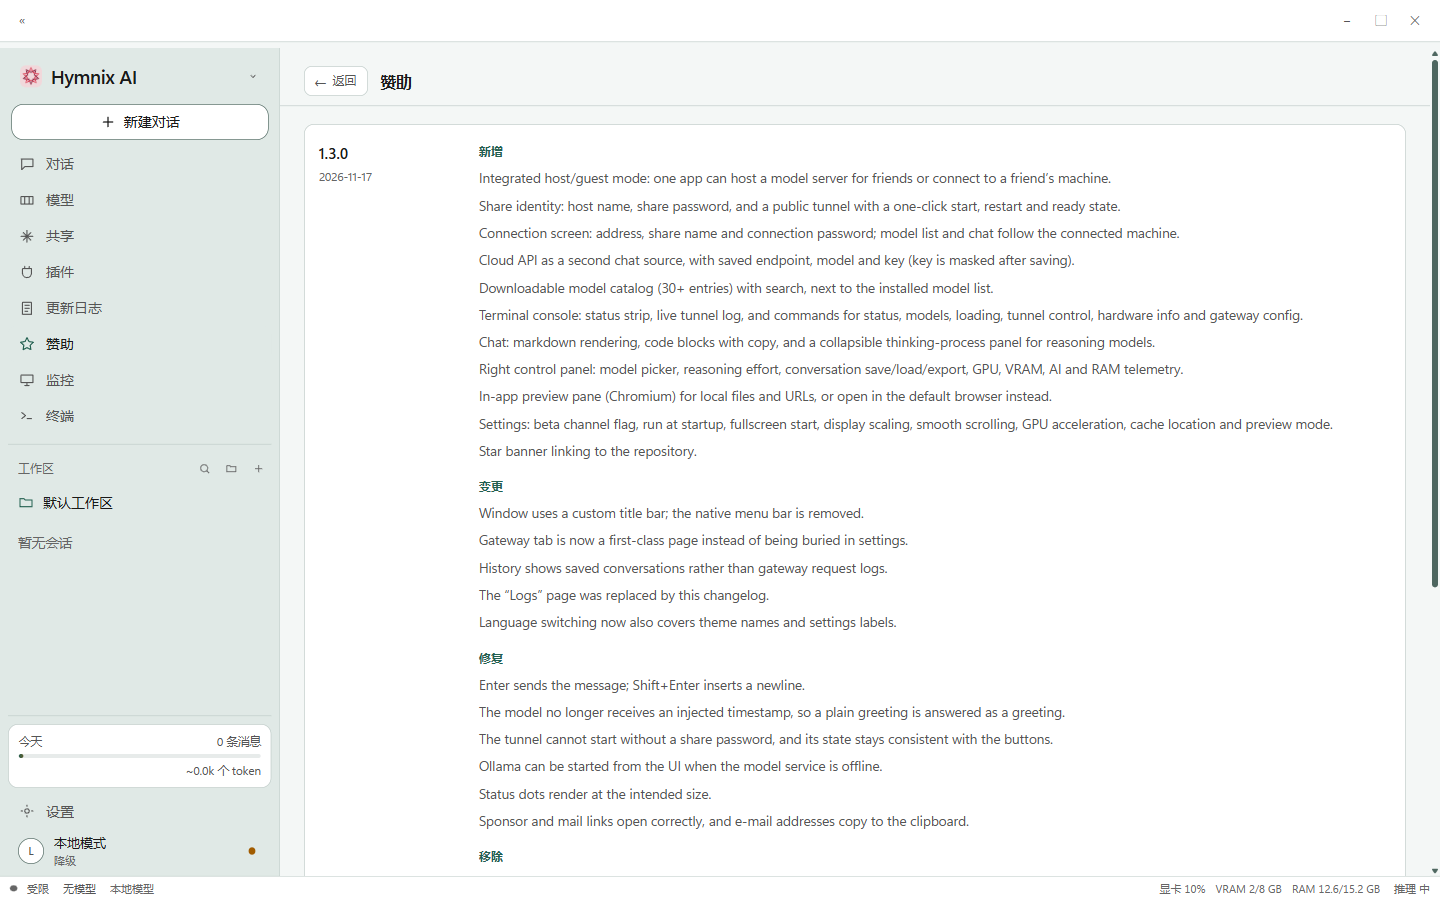 «
Hymnix AI
+ 新建对话
对话
模型
共享
插件
更新日志
赞助
监控
终端
工作区
默认工作区
暂无会话
今天 0 条消息
~0.0k 个 token
设置
L
本地模式
降级
← 返回 赞助
1.3.0
2026-11-17
新增
Integrated host/guest mode: one app can host a model server for friends or connect to a friend’s machine.
Share identity: host name, share password, and a public tunnel with a one-click start, restart and ready state.
Connection screen: address, share name and connection password; model list and chat follow the connected machine.
Cloud API as a second chat source, with saved endpoint, model and key (key is masked after saving).
Downloadable model catalog (30+ entries) with search, next to the installed model list.
Terminal console: status strip, live tunnel log, and commands for status, models, loading, tunnel control, hardware info and gateway config.
Chat: markdown rendering, code blocks with copy, and a collapsible thinking-process panel for reasoning models.
Right control panel: model picker, reasoning effort, conversation save/load/export, GPU, VRAM, AI and RAM telemetry.
In-app preview pane (Chromium) for local files and URLs, or open in the default browser instead.
Settings: beta channel flag, run at startup, fullscreen start, display scaling, smooth scrolling, GPU acceleration, cache location and preview mode.
Star banner linking to the repository.
变更
Window uses a custom title bar; the native menu bar is removed.
Gateway tab is now a first-class page instead of being buried in settings.
History shows saved conversations rather than gateway request logs.
The “Logs” page was replaced by this changelog.
Language switching now also covers theme names and settings labels.
修复
Enter sends the message; Shift+Enter inserts a newline.
The model no longer receives an injected timestamp, so a plain greeting is answered as a greeting.
The tunnel cannot start without a share password, and its state stays consistent with the buttons.
Ollama can be started from the UI when the model service is offline.
Status dots render at the intended size.
Sponsor and mail links open correctly, and e-mail addresses copy to the clipboard.
移除
受限 无模型 本地模型
显卡 10% VRAM 2/8 GB RAM 12.6/15.2 GB 推理 中